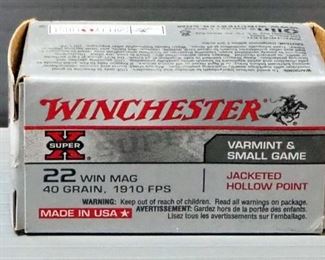 WINCHESTER
SUPER X
VARMINT &
SMALL GAME
22 WIN MAG
40 GRAIN, 1910 FPS
JACKETED
HOLLOW POINT
MADE IN USA
WARNING: Keep out of reach of children. Read all warnings on package.
AVERTISSEMENT: Gardez hors de la portée des enfants.
Lisez tous les avertissements sur l'emballage.